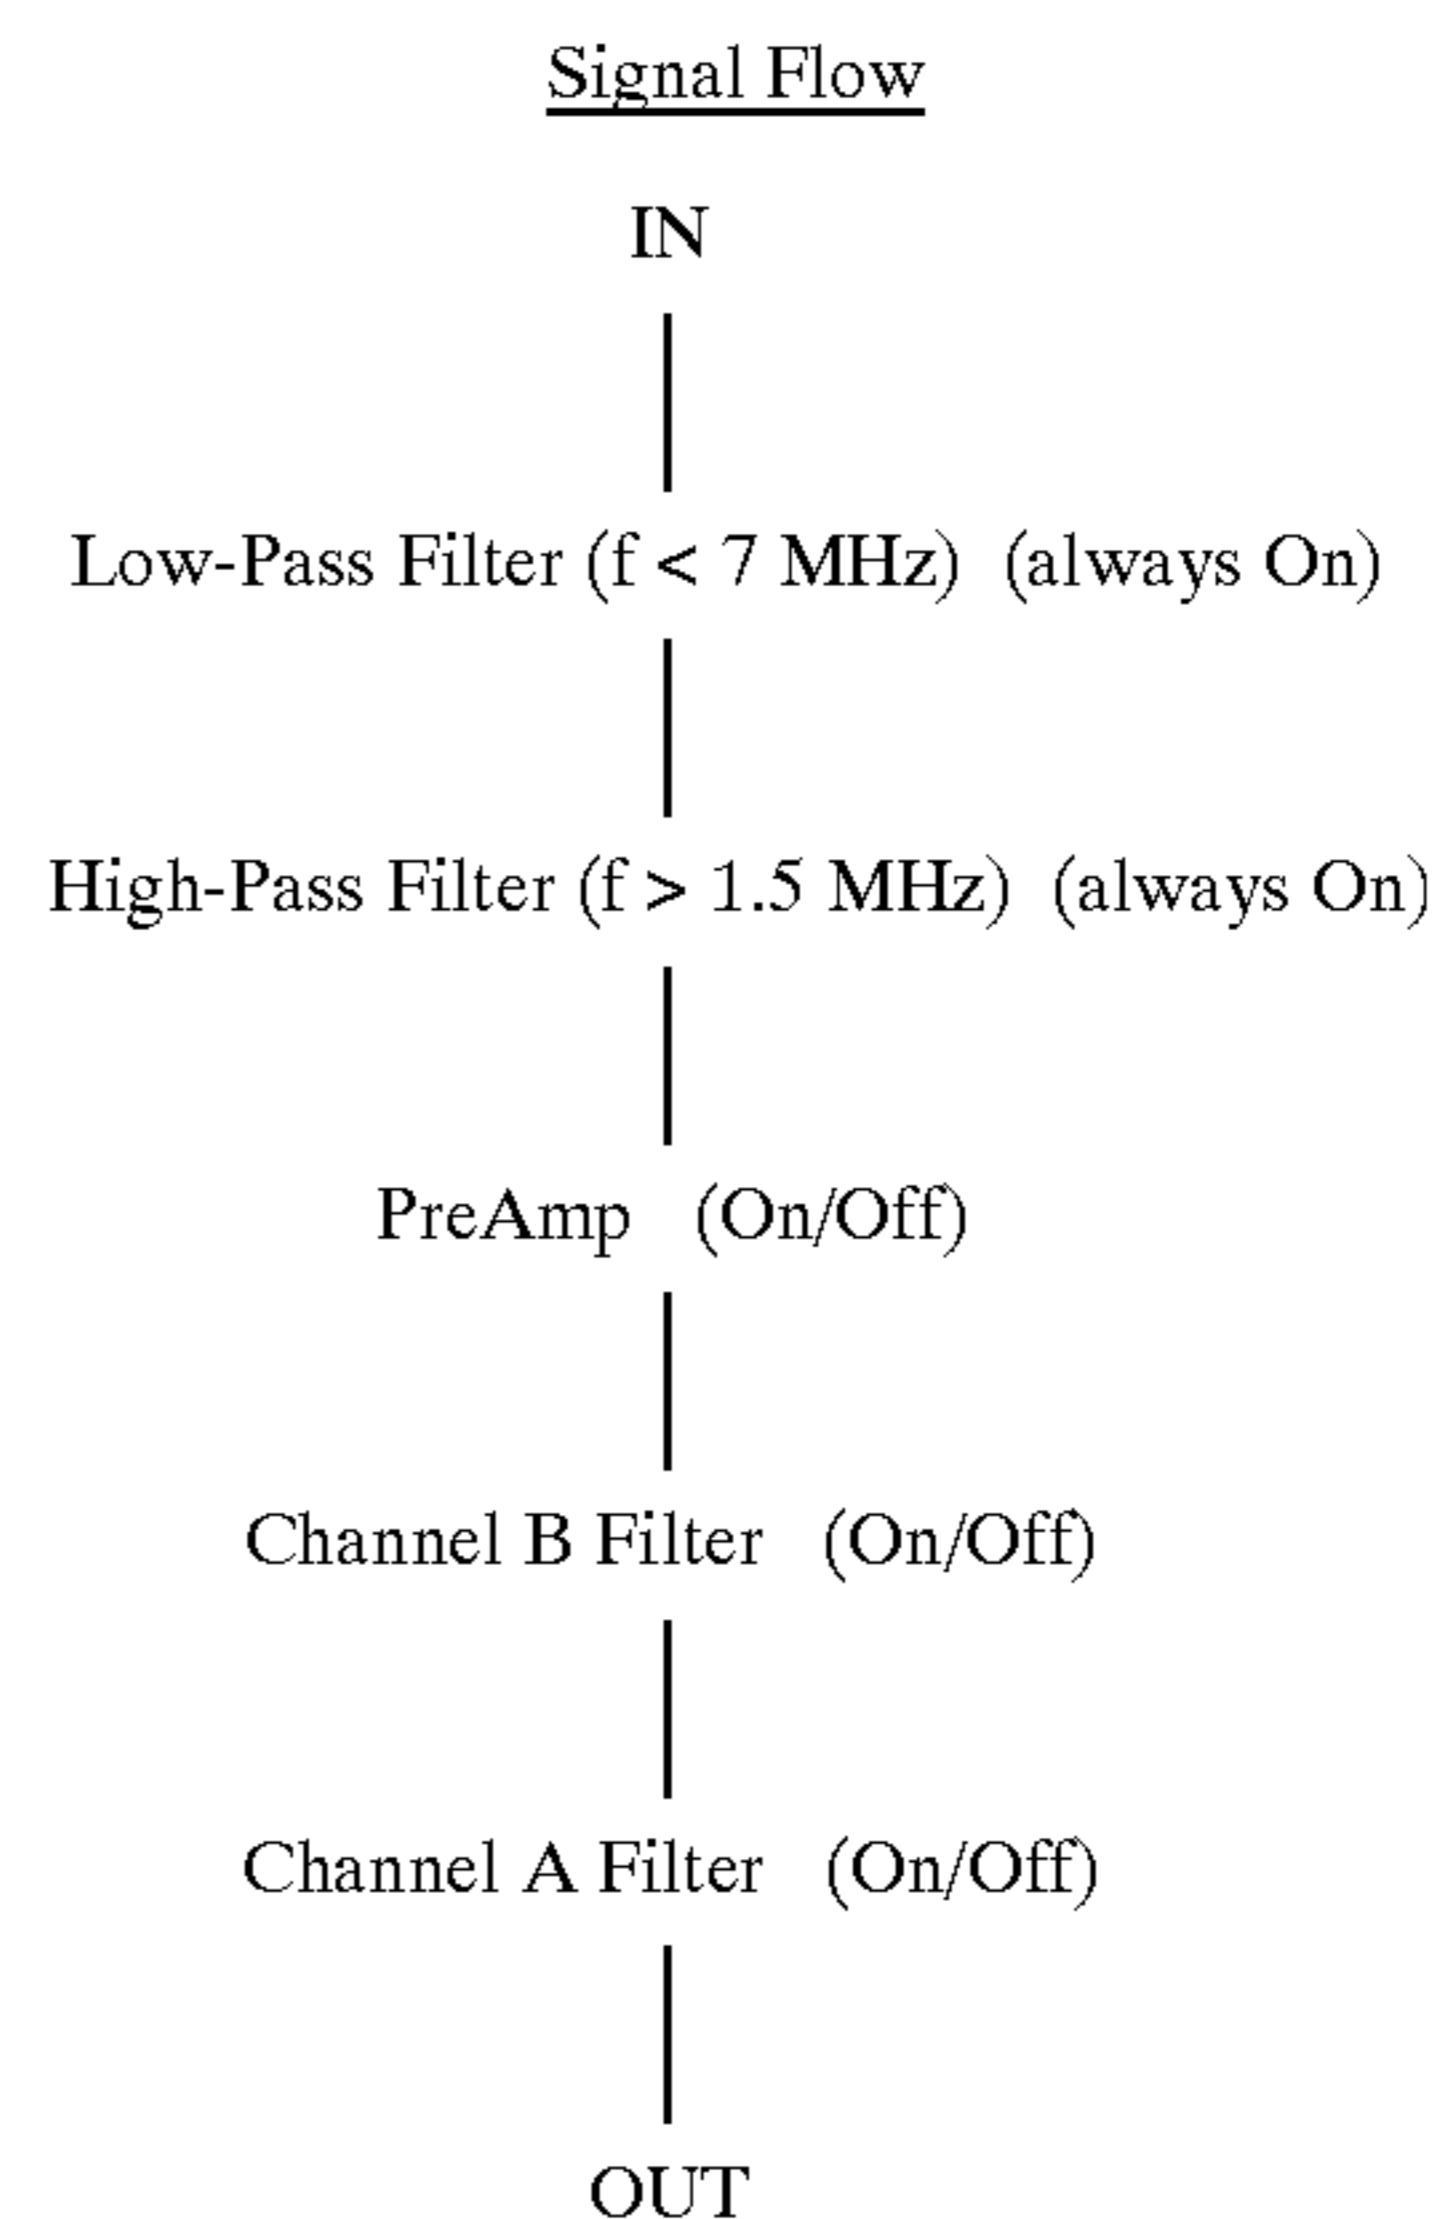 Signal Flow
IN
Low-Pass Filter (f < 7 MHz) (always On)
High-Pass Filter (f > 1.5 MHz) (always On)
PreAmp (On/Off)
Channel B Filter (On/Off)
Channel A Filter (On/Off)
OUT